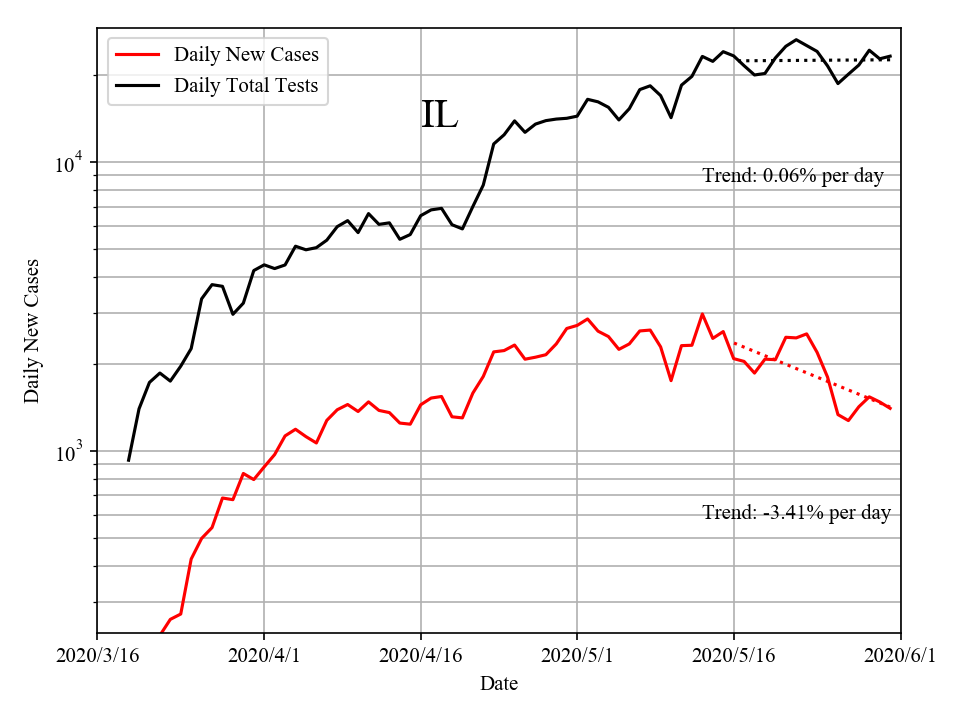 Daily New Cases
Daily Total Tests
IL
10^4
Trend: 0.06% per day
Daily New Cases
10^3
Trend: -3.41% per day
2020/3/16 2020/4/1 2020/4/16 2020/5/1 2020/5/16 2020/6/1
Date